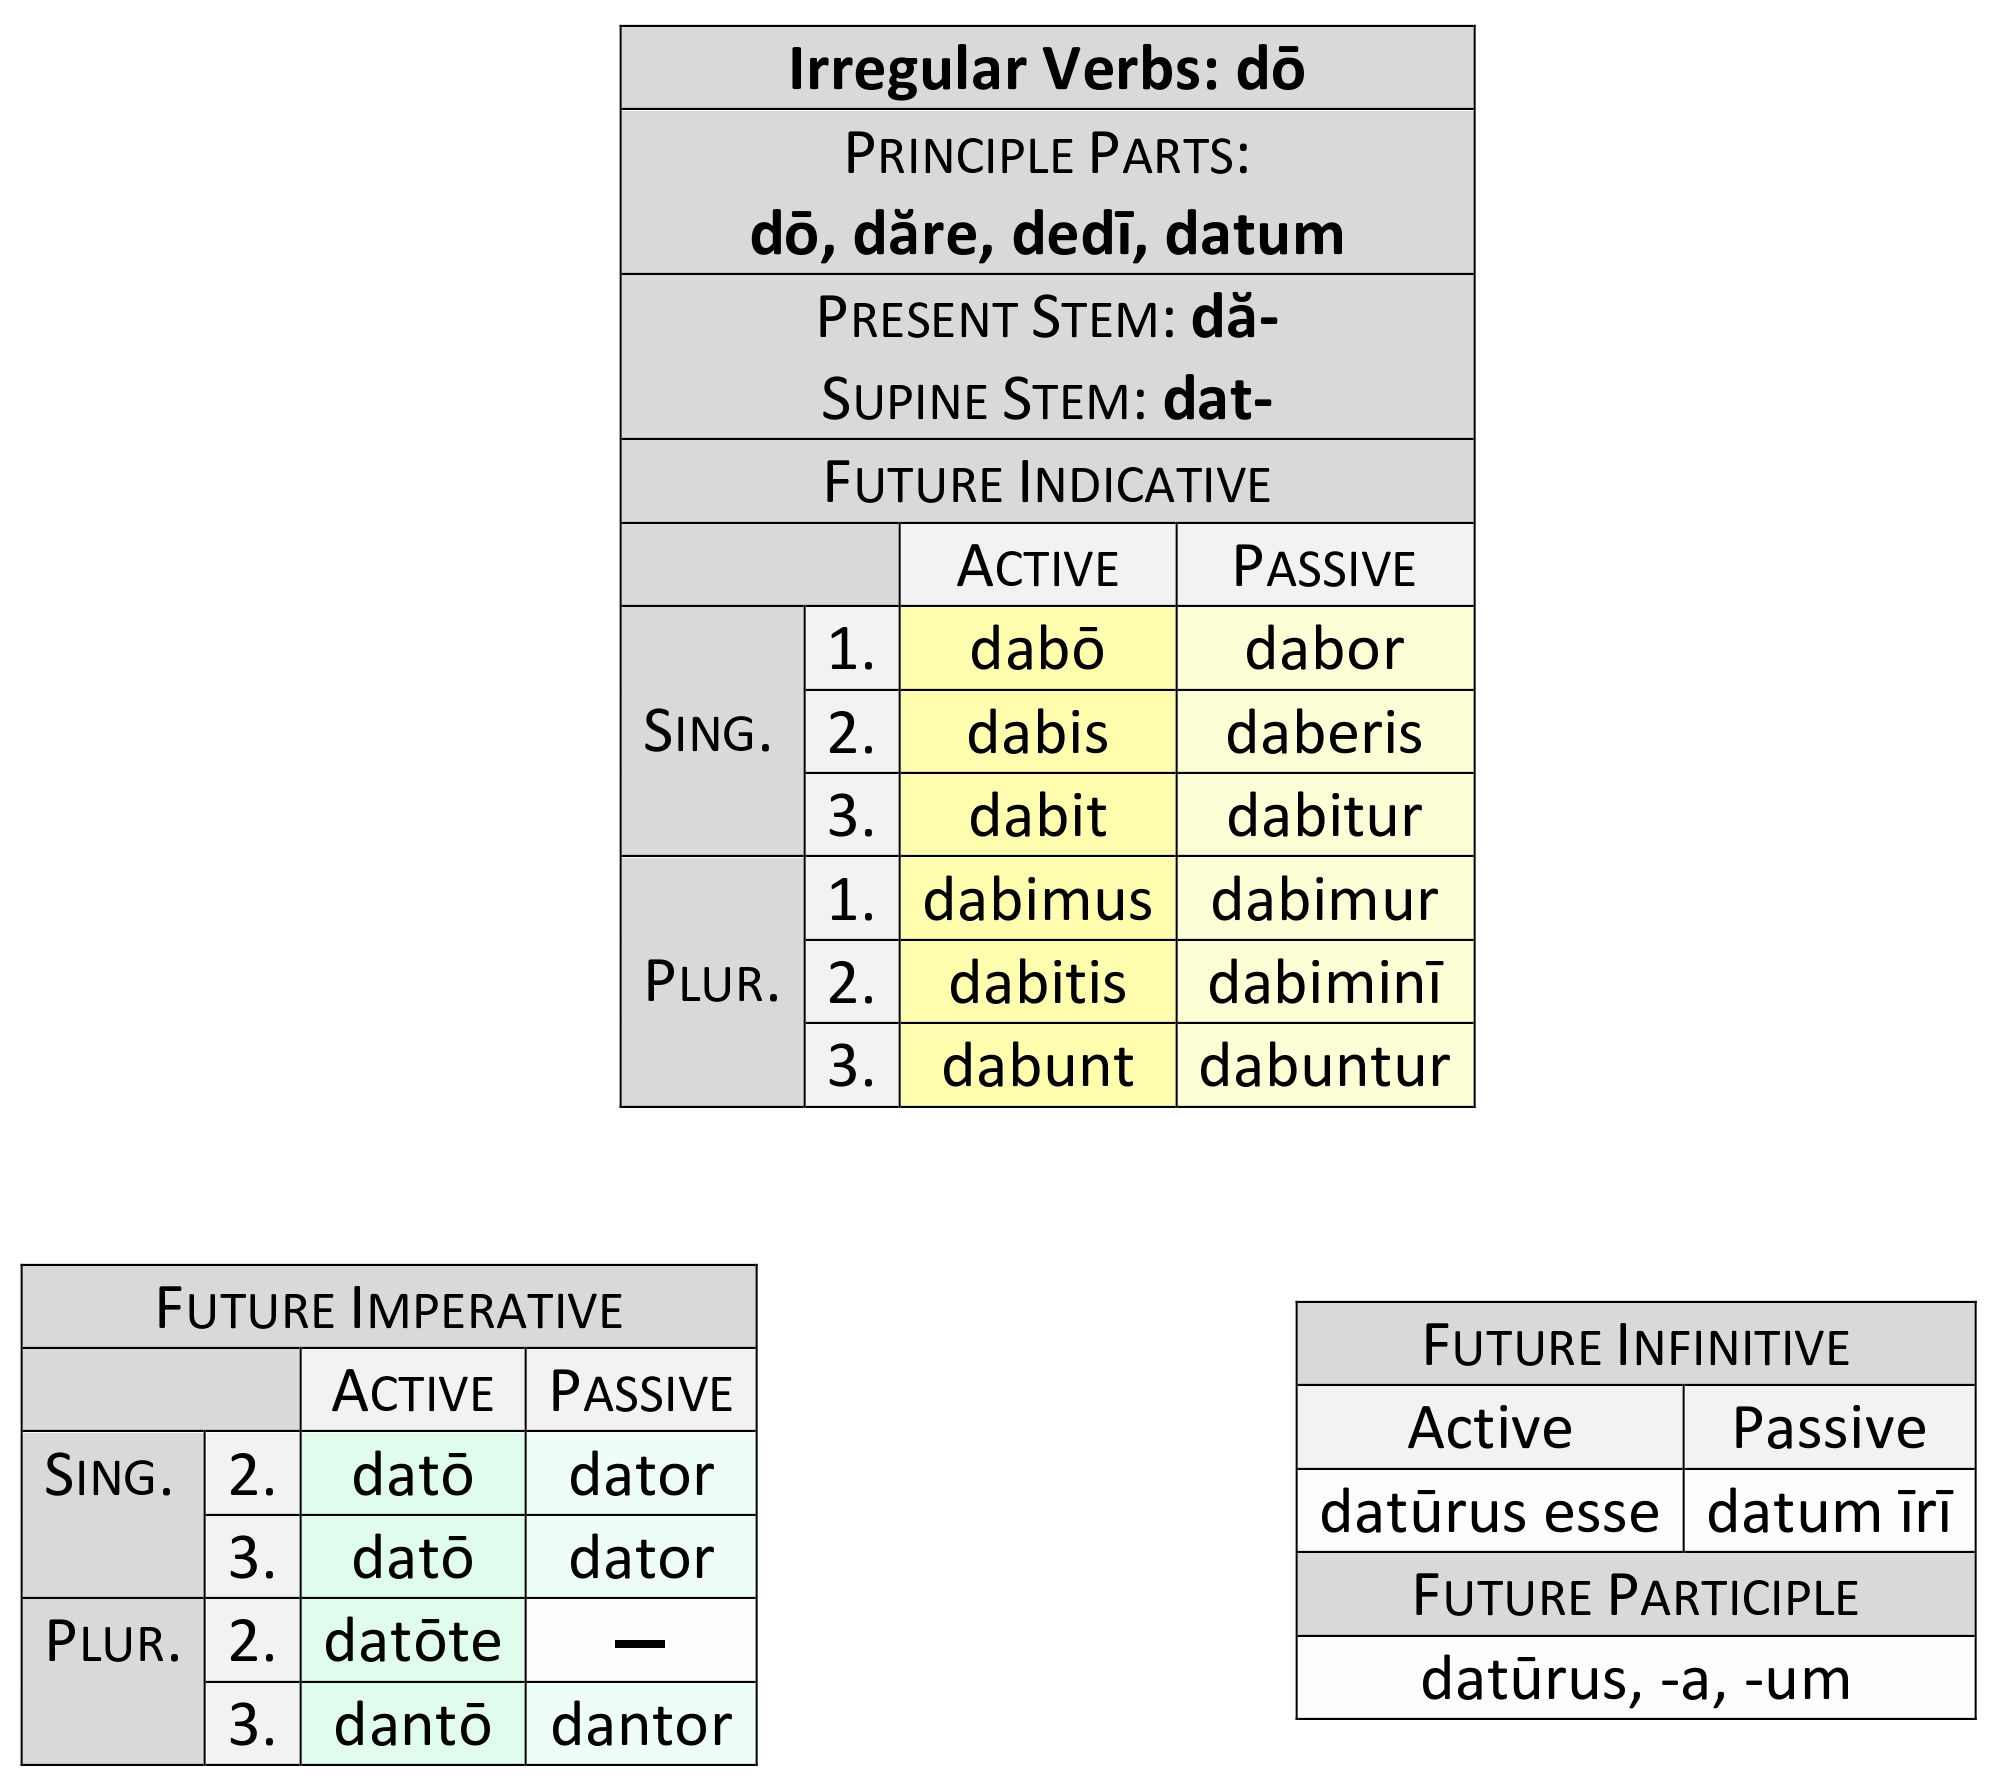 Irregular Verbs: dō
PRINCIPLE PARTS:
dō, dăre, dedī, datum
PRESENT STEM: dă-
SUPINE STEM: dat-
FUTURE INDICATIVE
ACTIVE PASSIVE
SING. 1. dabō dabor
2. dabis daberis
3. dabit dabitur
PLUR. 1. dabimus dabimur
2. dabitis dabiminī
3. dabunt dabuntur
FUTURE IMPERATIVE
ACTIVE PASSIVE
SING. 2. datō dator
3. datō dator
PLUR. 2. datōte —
3. dantō dantor
FUTURE INFINITIVE
Active Passive
datūrus esse datum īrī
FUTURE PARTICIPLE
datūrus, -a, -um